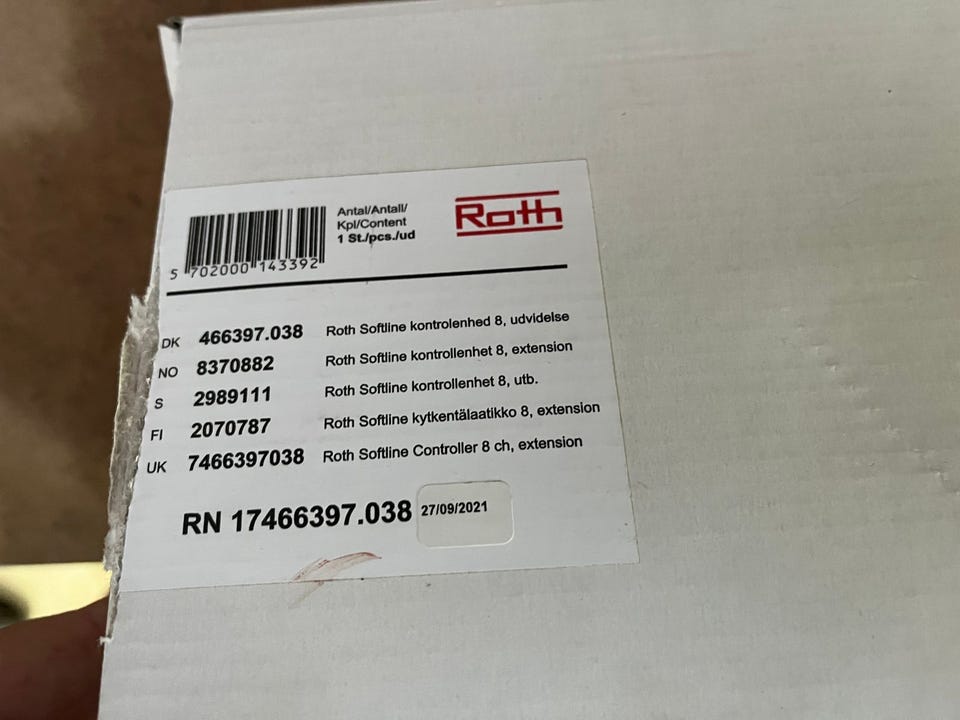 Antal/Antall/
Kpl/Content
1 St./pcs./ud
Roth
5 702000 143392
DK 466397.038 Roth Softline kontrolenhed 8, udvidelse
NO 8370882 Roth Softline kontrollenhet 8, extension
S 2989111 Roth Softline kontrollenhet 8, utb.
FI 2070787 Roth Softline kytkentälaatikko 8, extension
UK 7466397038 Roth Softline Controller 8 ch, extension
RN 17466397.038 27/09/2021